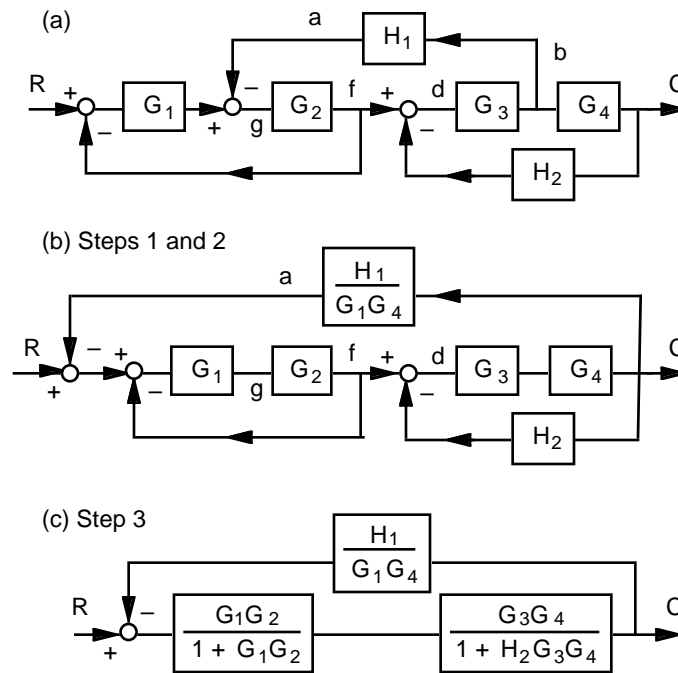 (a)
a
H1
b
R + − G1 + − g G2 f + − d G3 G4 C
H2
(b) Steps 1 and 2
a
H1
G1G4
R + − + − G1 g G2 f + − d G3 G4 C
H2
(c) Step 3
H1
G1G4
R + − G1G2 G3G4 C
1 + G1G2 1 + H2G3G4